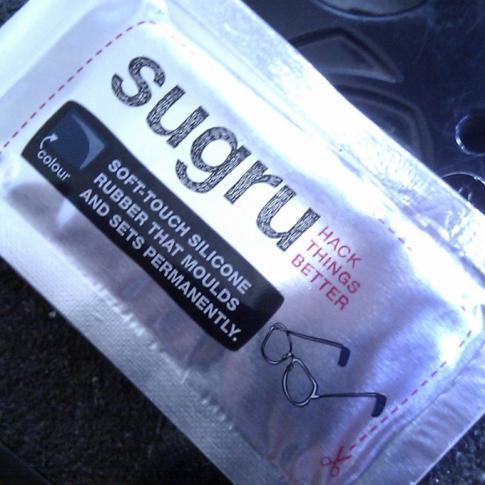 sugru
HACK
THINGS
BETTER
colour
SOFT-TOUCH SILICONE
RUBBER THAT MOULDS
AND SETS PERMANENTLY.